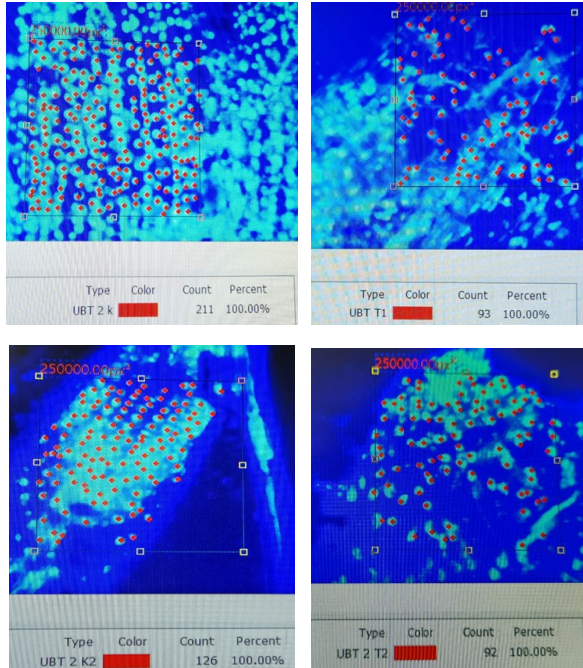 250000.00px²
Type Color Count Percent
UBT 2 k 211 100.00%
250000.00px²
Type Color Count Percent
UBT T1 93 100.00%
250000.00px²
Type Color Count Percent
UBT 2 K2 126 100.00%
250000.00px²
Type Color Count Percent
UBT 2 T2 92 100.00%